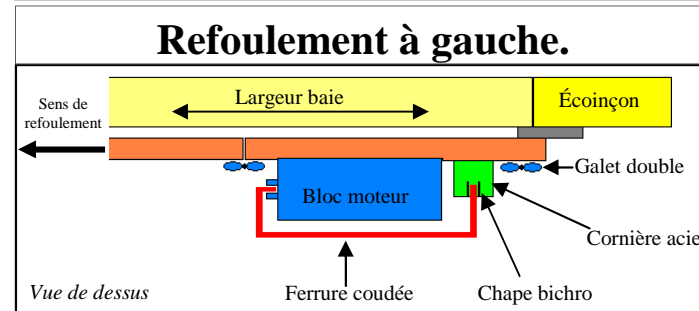 Refoulement à gauche.
Sens de
refoulement
Largeur baie
Écoinçon
Galet double
Bloc moteur
Cornière acie
Vue de dessus
Ferrure coudée
Chape bichro